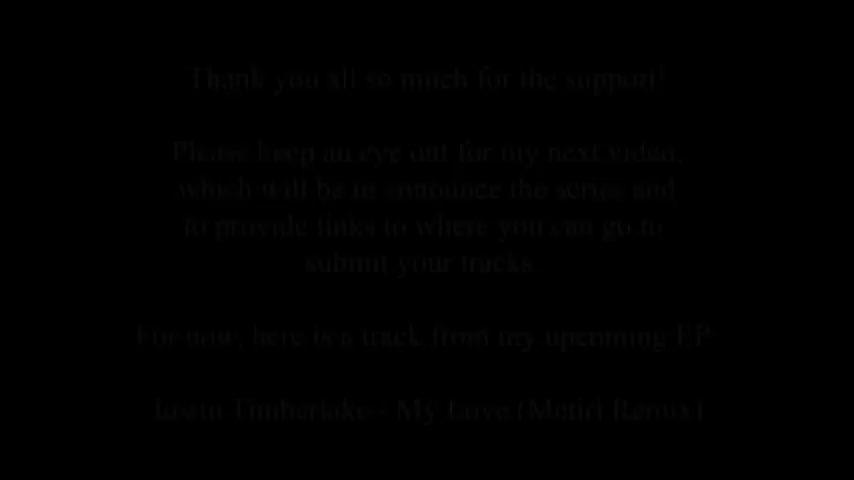 Thank you all so much for the support!
Please keep an eye out for my next video,
which will be to announce the series and
to provide links to where you can go to
submit your tracks.
For now, here is a track from my upcoming EP
Justin Timberlake - My Love ( Remix)